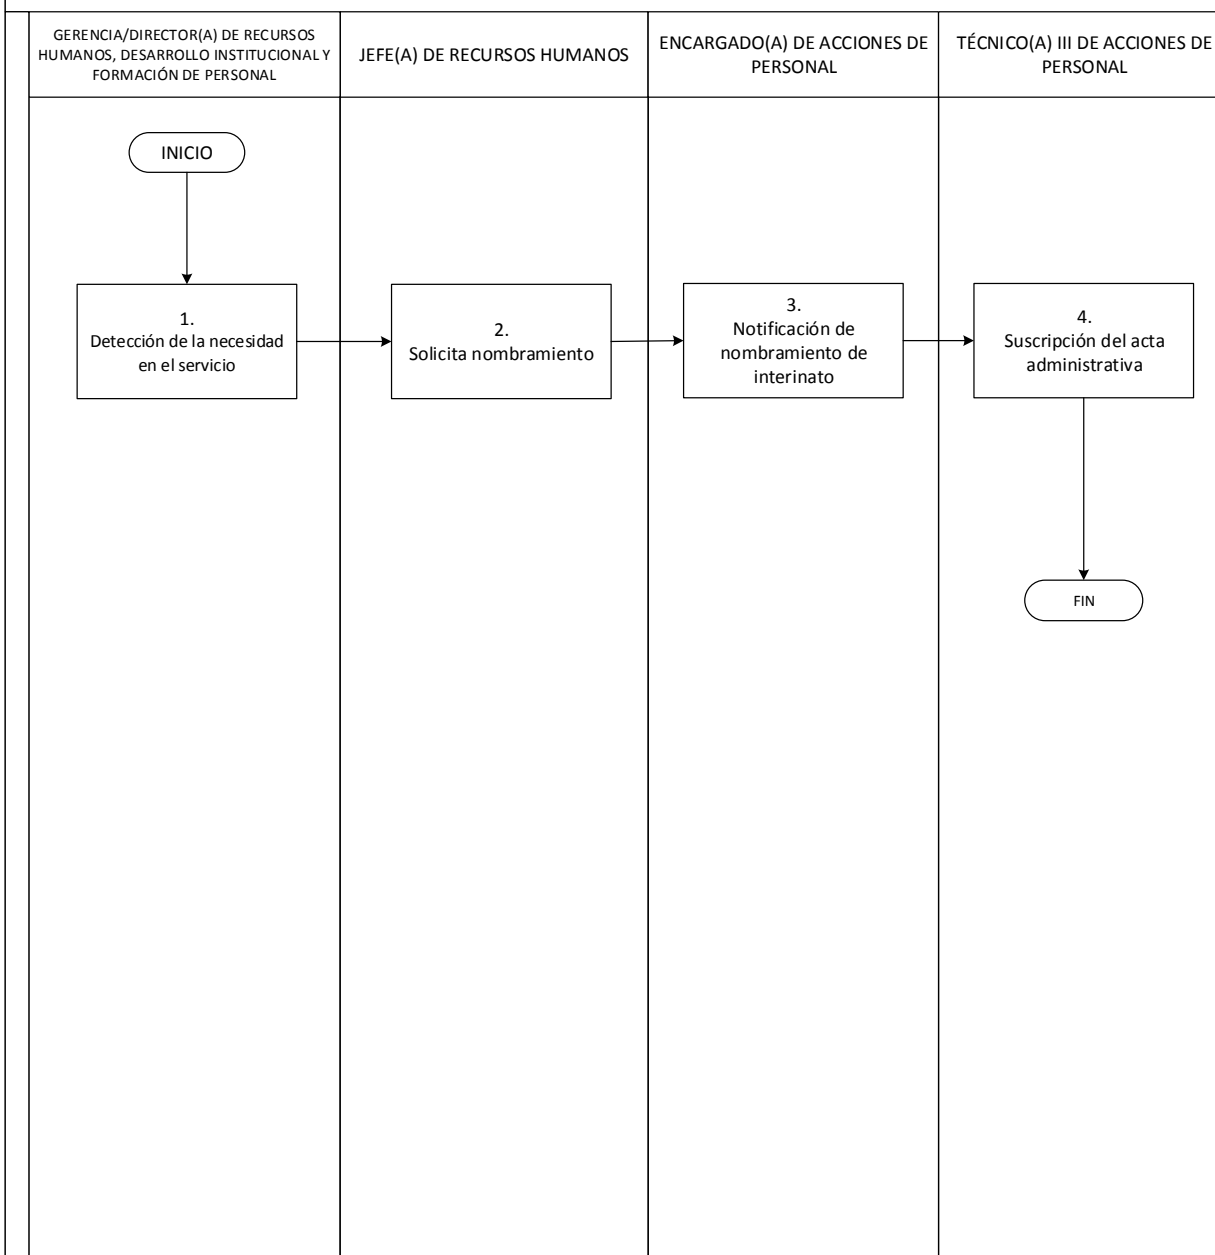 GERENCIA/DIRECTOR(A) DE RECURSOS
HUMANOS, DESARROLLO INSTITUCIONAL Y
FORMACIÓN DE PERSONAL
JEFE(A) DE RECURSOS HUMANOS
ENCARGADO(A) DE ACCIONES DE
PERSONAL
TÉCNICO(A) III DE ACCIONES DE
PERSONAL
INICIO
1.
Detección de la necesidad
en el servicio
2.
Solicita nombramiento
3.
Notificación de
nombramiento de
interinato
4.
Suscripción del acta
administrativa
FIN